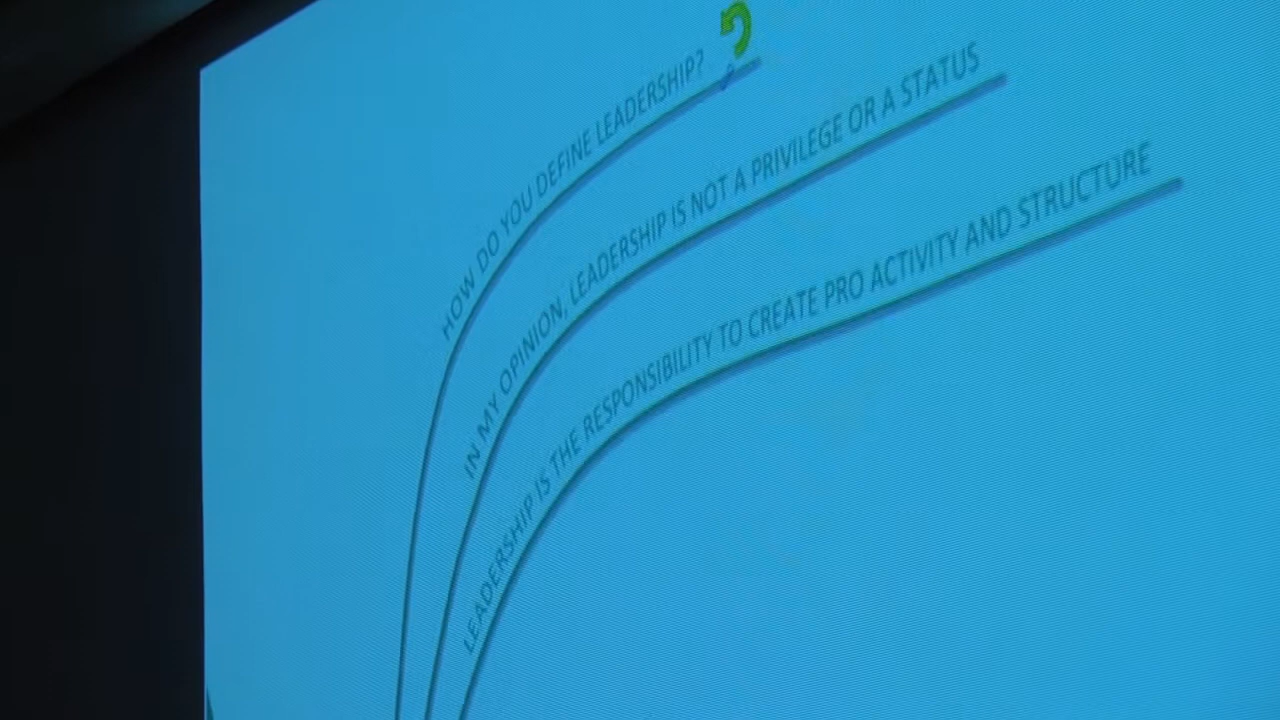 HOW DO YOU DEFINE LEADERSHIP?
IN MY OPINION, LEADERSHIP IS NOT A PRIVILEGE OR A STATUS
LEADERSHIP IS THE RESPONSIBILITY TO CREATE PRO ACTIVITY AND STRUCTURE